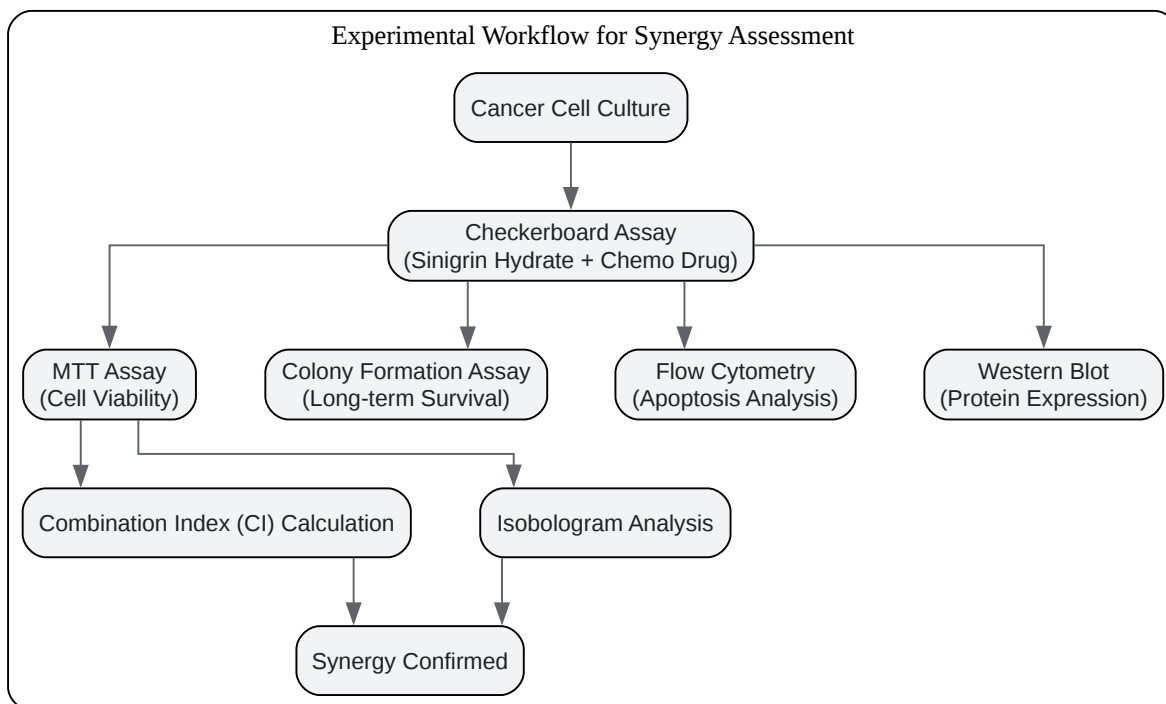 Experimental Workflow for Synergy Assessment
Cancer Cell Culture
Checkerboard Assay
(Sinigrin Hydrate + Chemo Drug)
MTT Assay
(Cell Viability)
Colony Formation Assay
(Long-term Survival)
Flow Cytometry
(Apoptosis Analysis)
Western Blot
(Protein Expression)
Combination Index (CI) Calculation
Isobologram Analysis
Synergy Confirmed